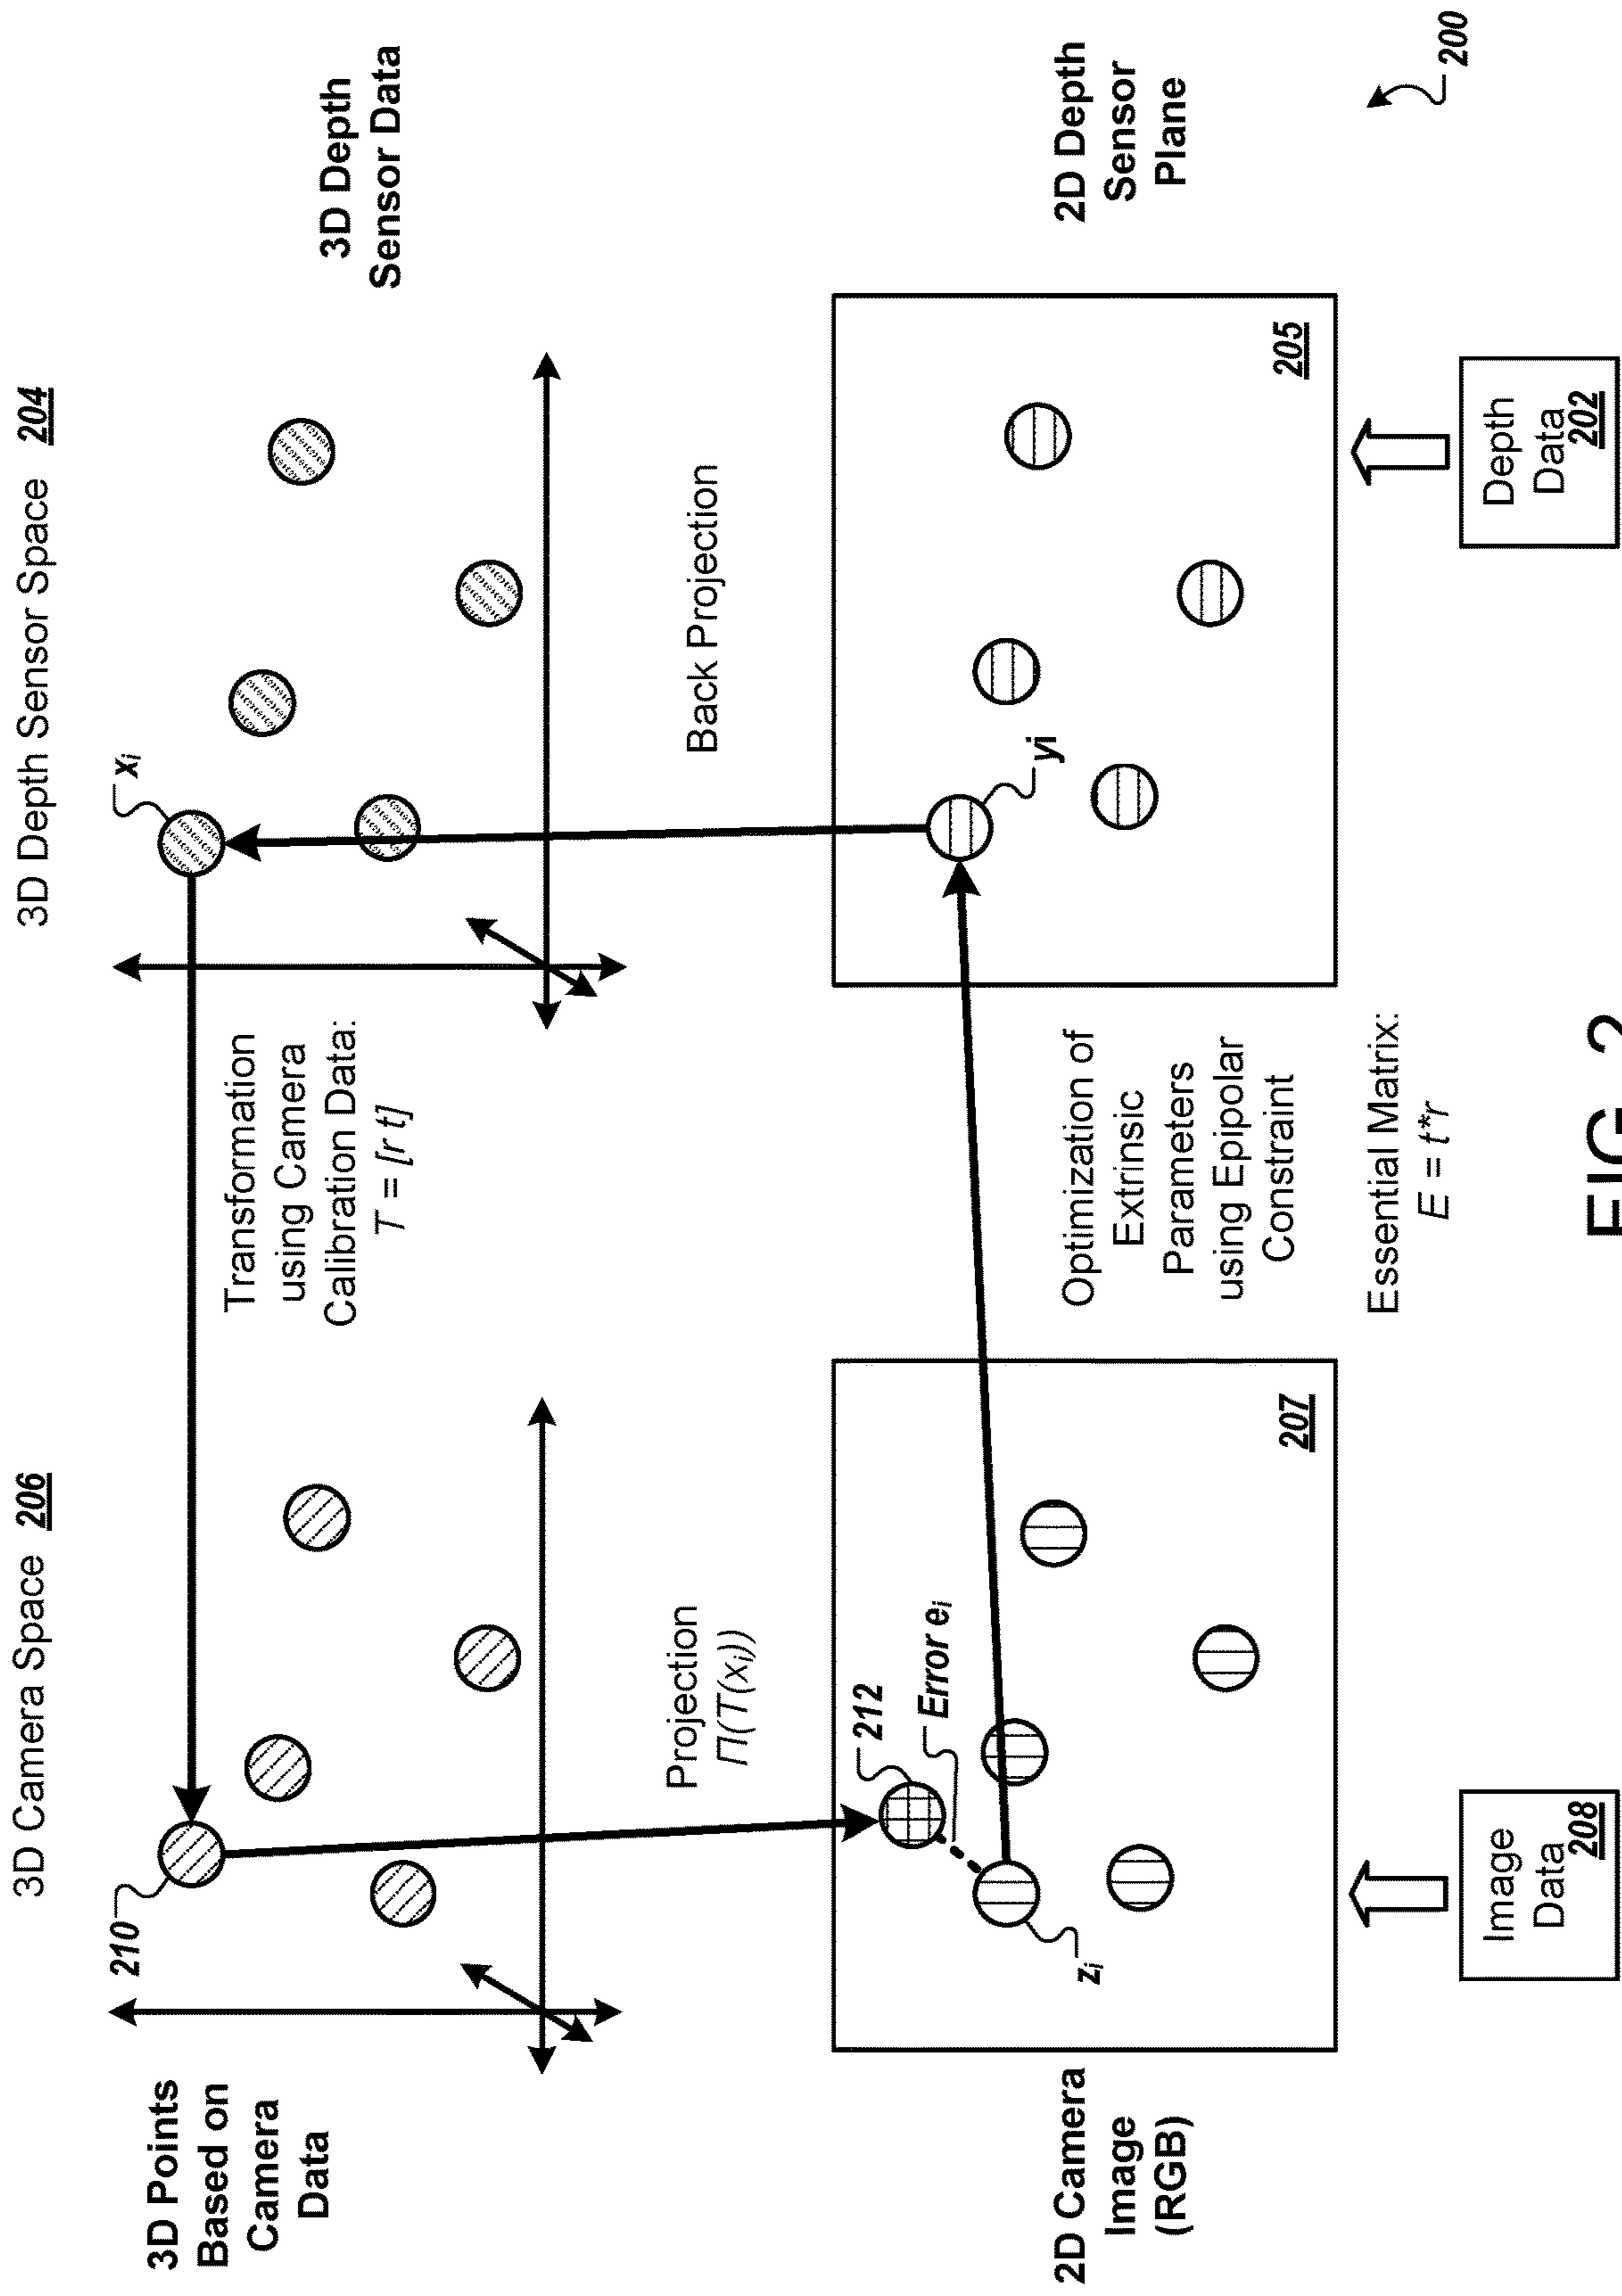 3D Camera Space 206
3D Depth Sensor Space 204
3D Points
Based on
Camera
Data
210
Transformation
using Camera
Calibration Data:
T = [r t]
xi
3D Depth
Sensor Data
Projection
Π(T(xi))
Back Projection
2D Camera
Image
(RGB)
212
Error ei
zi
207
Optimization of
Extrinsic
Parameters
using Epipolar
Constraint
Essential Matrix:
E = t*r
yi
205
2D Depth
Sensor
Plane
Image
Data
208
Depth
Data
202
200
FIG. 2